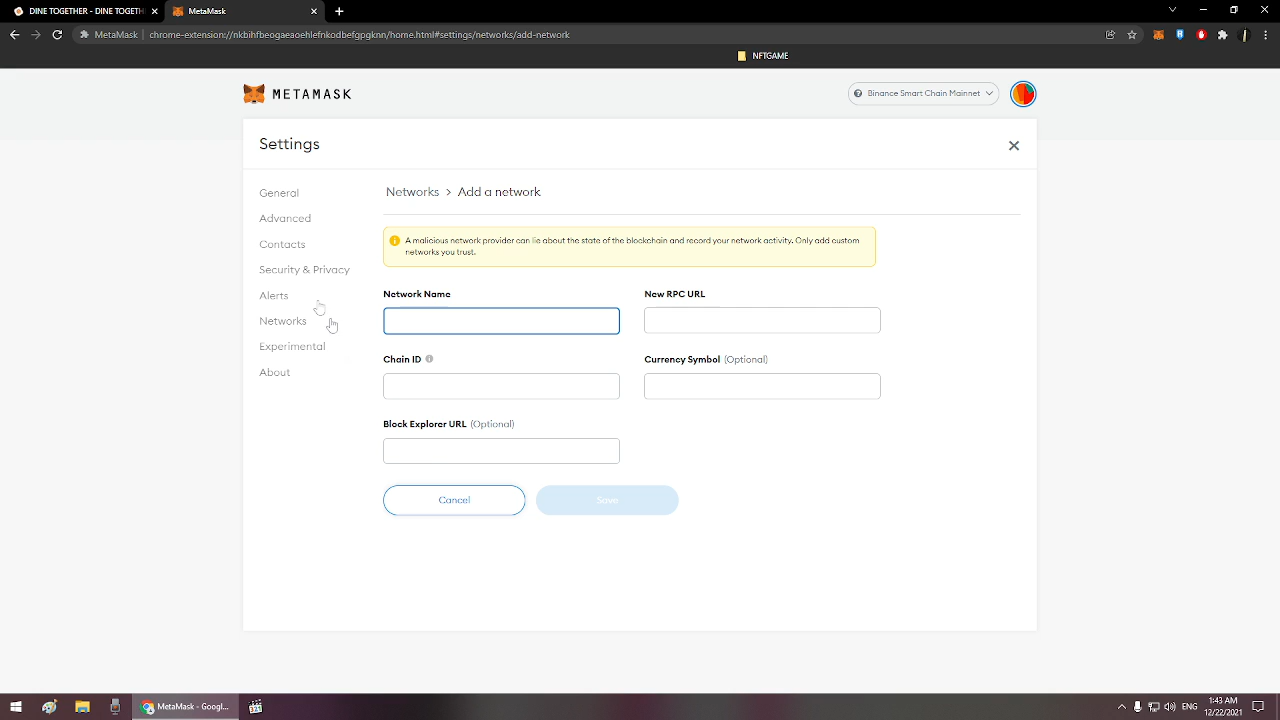 DINE TOGETHER - DINE TOGETH
MetaMask
MetaMask | chrome-extension://nkbihfbeogaeaoehlefnkodbefgpgknn/home.html#settings/networks/add-network
NFTGAME
METAMASK
Binance Smart Chain Mainnet
Settings
General
Advanced
Contacts
Security & Privacy
Alerts
Networks
Experimental
About
Networks > Add a network
A malicious network provider can lie about the state of the blockchain and record your network activity. Only add custom
networks you trust.
Network Name
New RPC URL
Chain ID
Currency Symbol (Optional)
Block Explorer URL (Optional)
Cancel
Save
MetaMask - Googl...
ENG
1:43 AM
12/22/2021